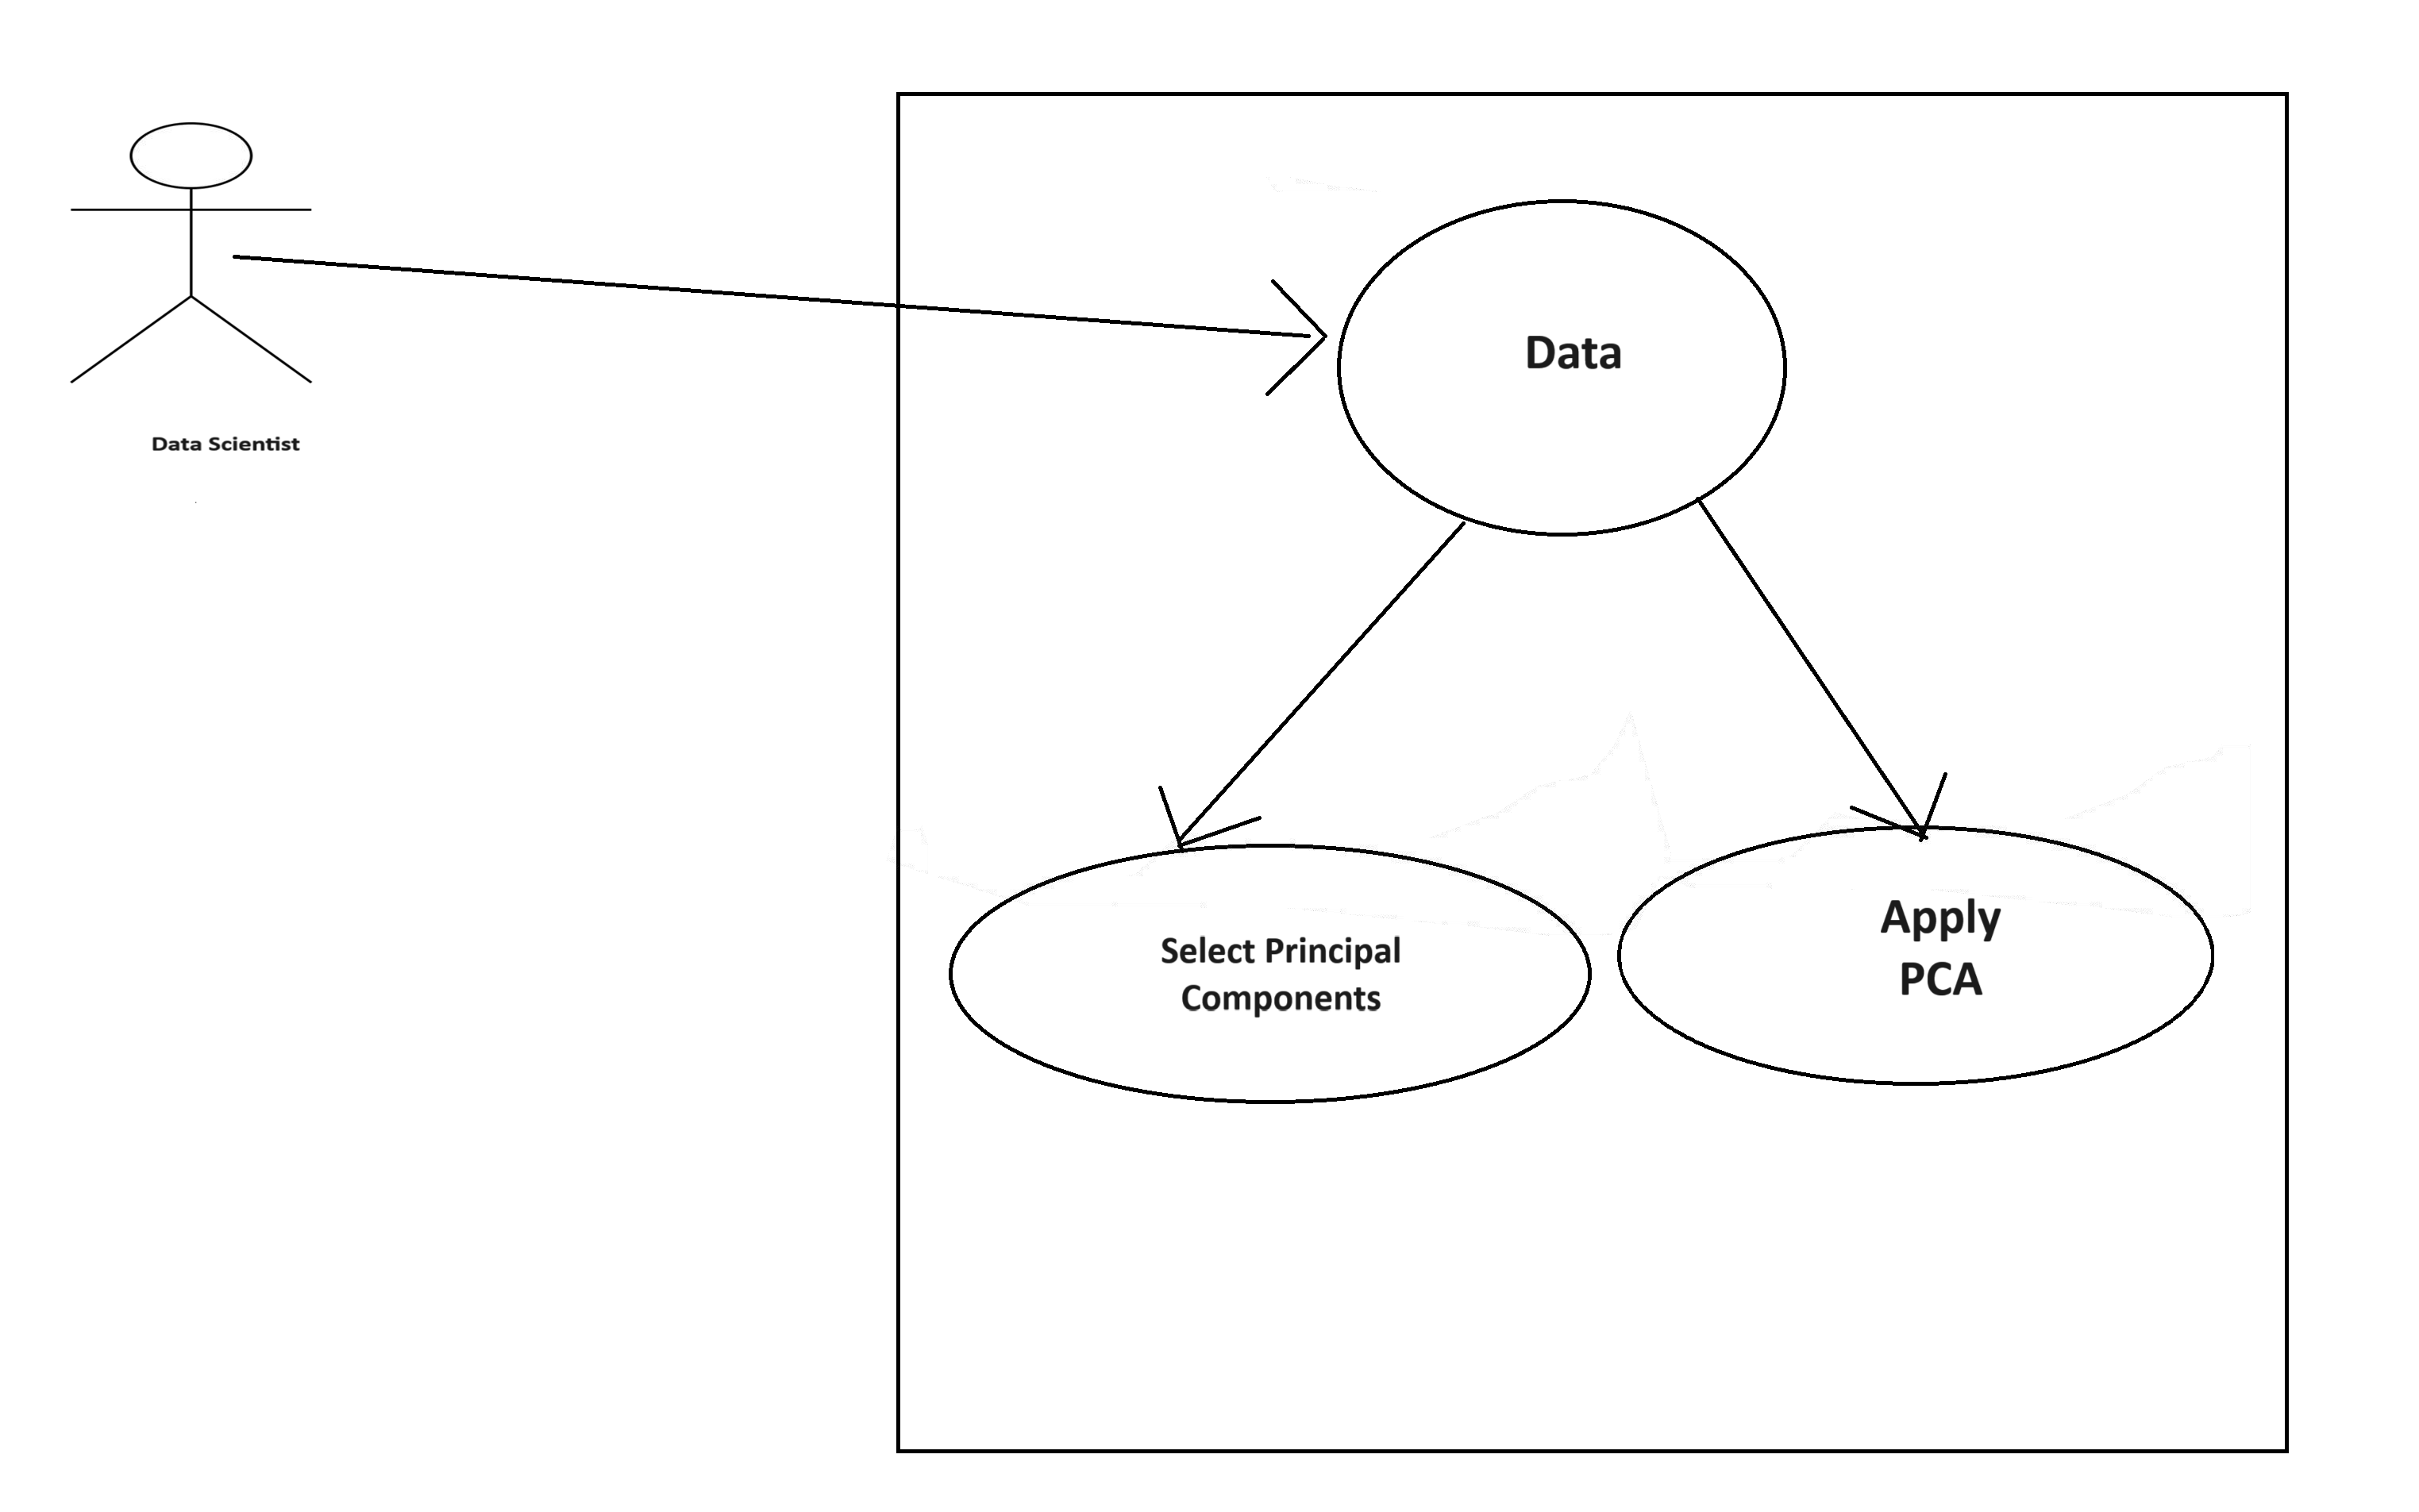 Data
Data Scientist
Select Principal
Components
Apply
PCA